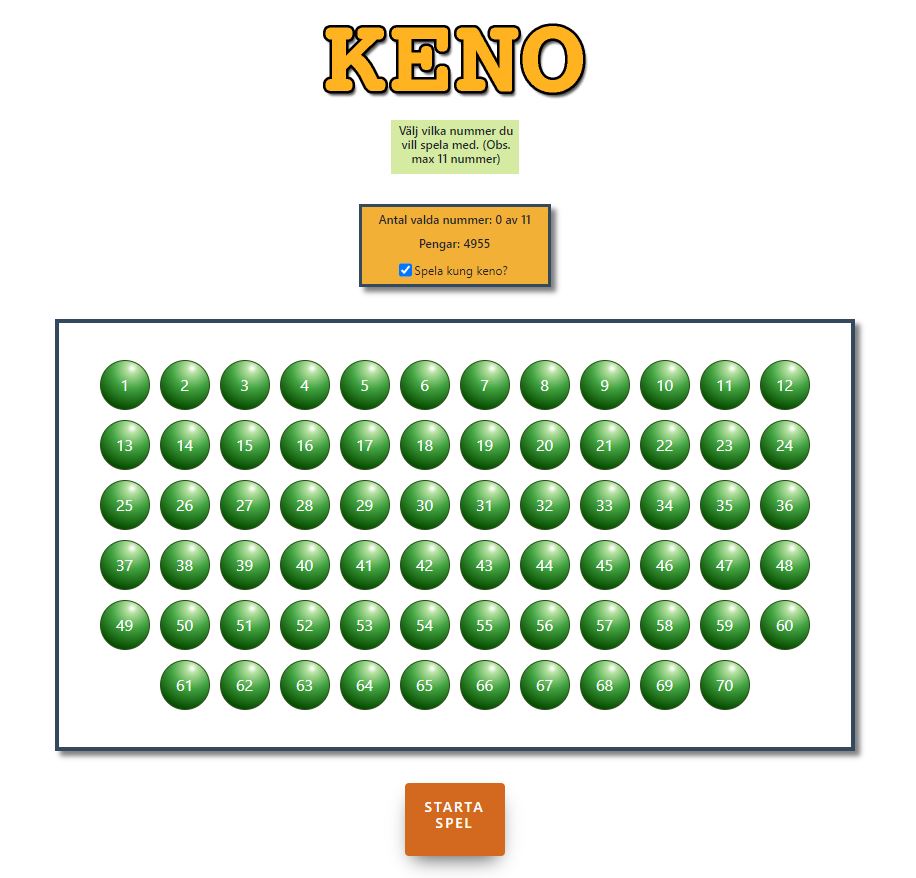 KENO
Välj vilka nummer du
vill spela med. (Obs.
max 11 nummer)
Antal valda nummer: 0 av 11
Pengar: 4955
Spela kung keno?
1 2 3 4 5 6 7 8 9 10 11 12
13 14 15 16 17 18 19 20 21 22 23 24
25 26 27 28 29 30 31 32 33 34 35 36
37 38 39 40 41 42 43 44 45 46 47 48
49 50 51 52 53 54 55 56 57 58 59 60
61 62 63 64 65 66 67 68 69 70
STARTA
SPEL